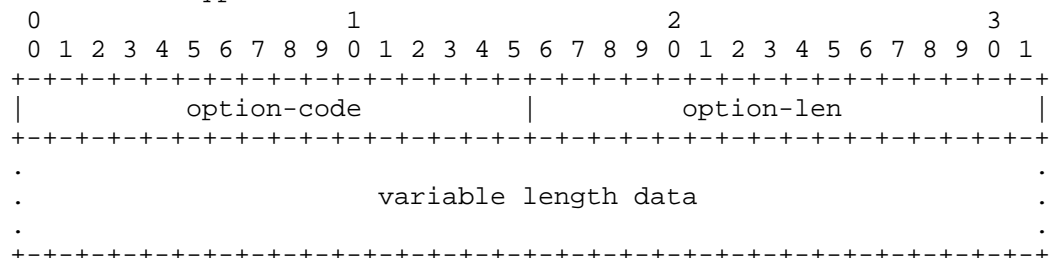 0                   1                   2                   3
 0 1 2 3 4 5 6 7 8 9 0 1 2 3 4 5 6 7 8 9 0 1 2 3 4 5 6 7 8 9 0 1
+-+-+-+-+-+-+-+-+-+-+-+-+-+-+-+-+-+-+-+-+-+-+-+-+-+-+-+-+-+-+-+-+
|          option-code          |         option-len            |
+-+-+-+-+-+-+-+-+-+-+-+-+-+-+-+-+-+-+-+-+-+-+-+-+-+-+-+-+-+-+-+-+
.                                                               .
.                      variable length data                     .
.                                                               .
+-+-+-+-+-+-+-+-+-+-+-+-+-+-+-+-+-+-+-+-+-+-+-+-+-+-+-+-+-+-+-+-+